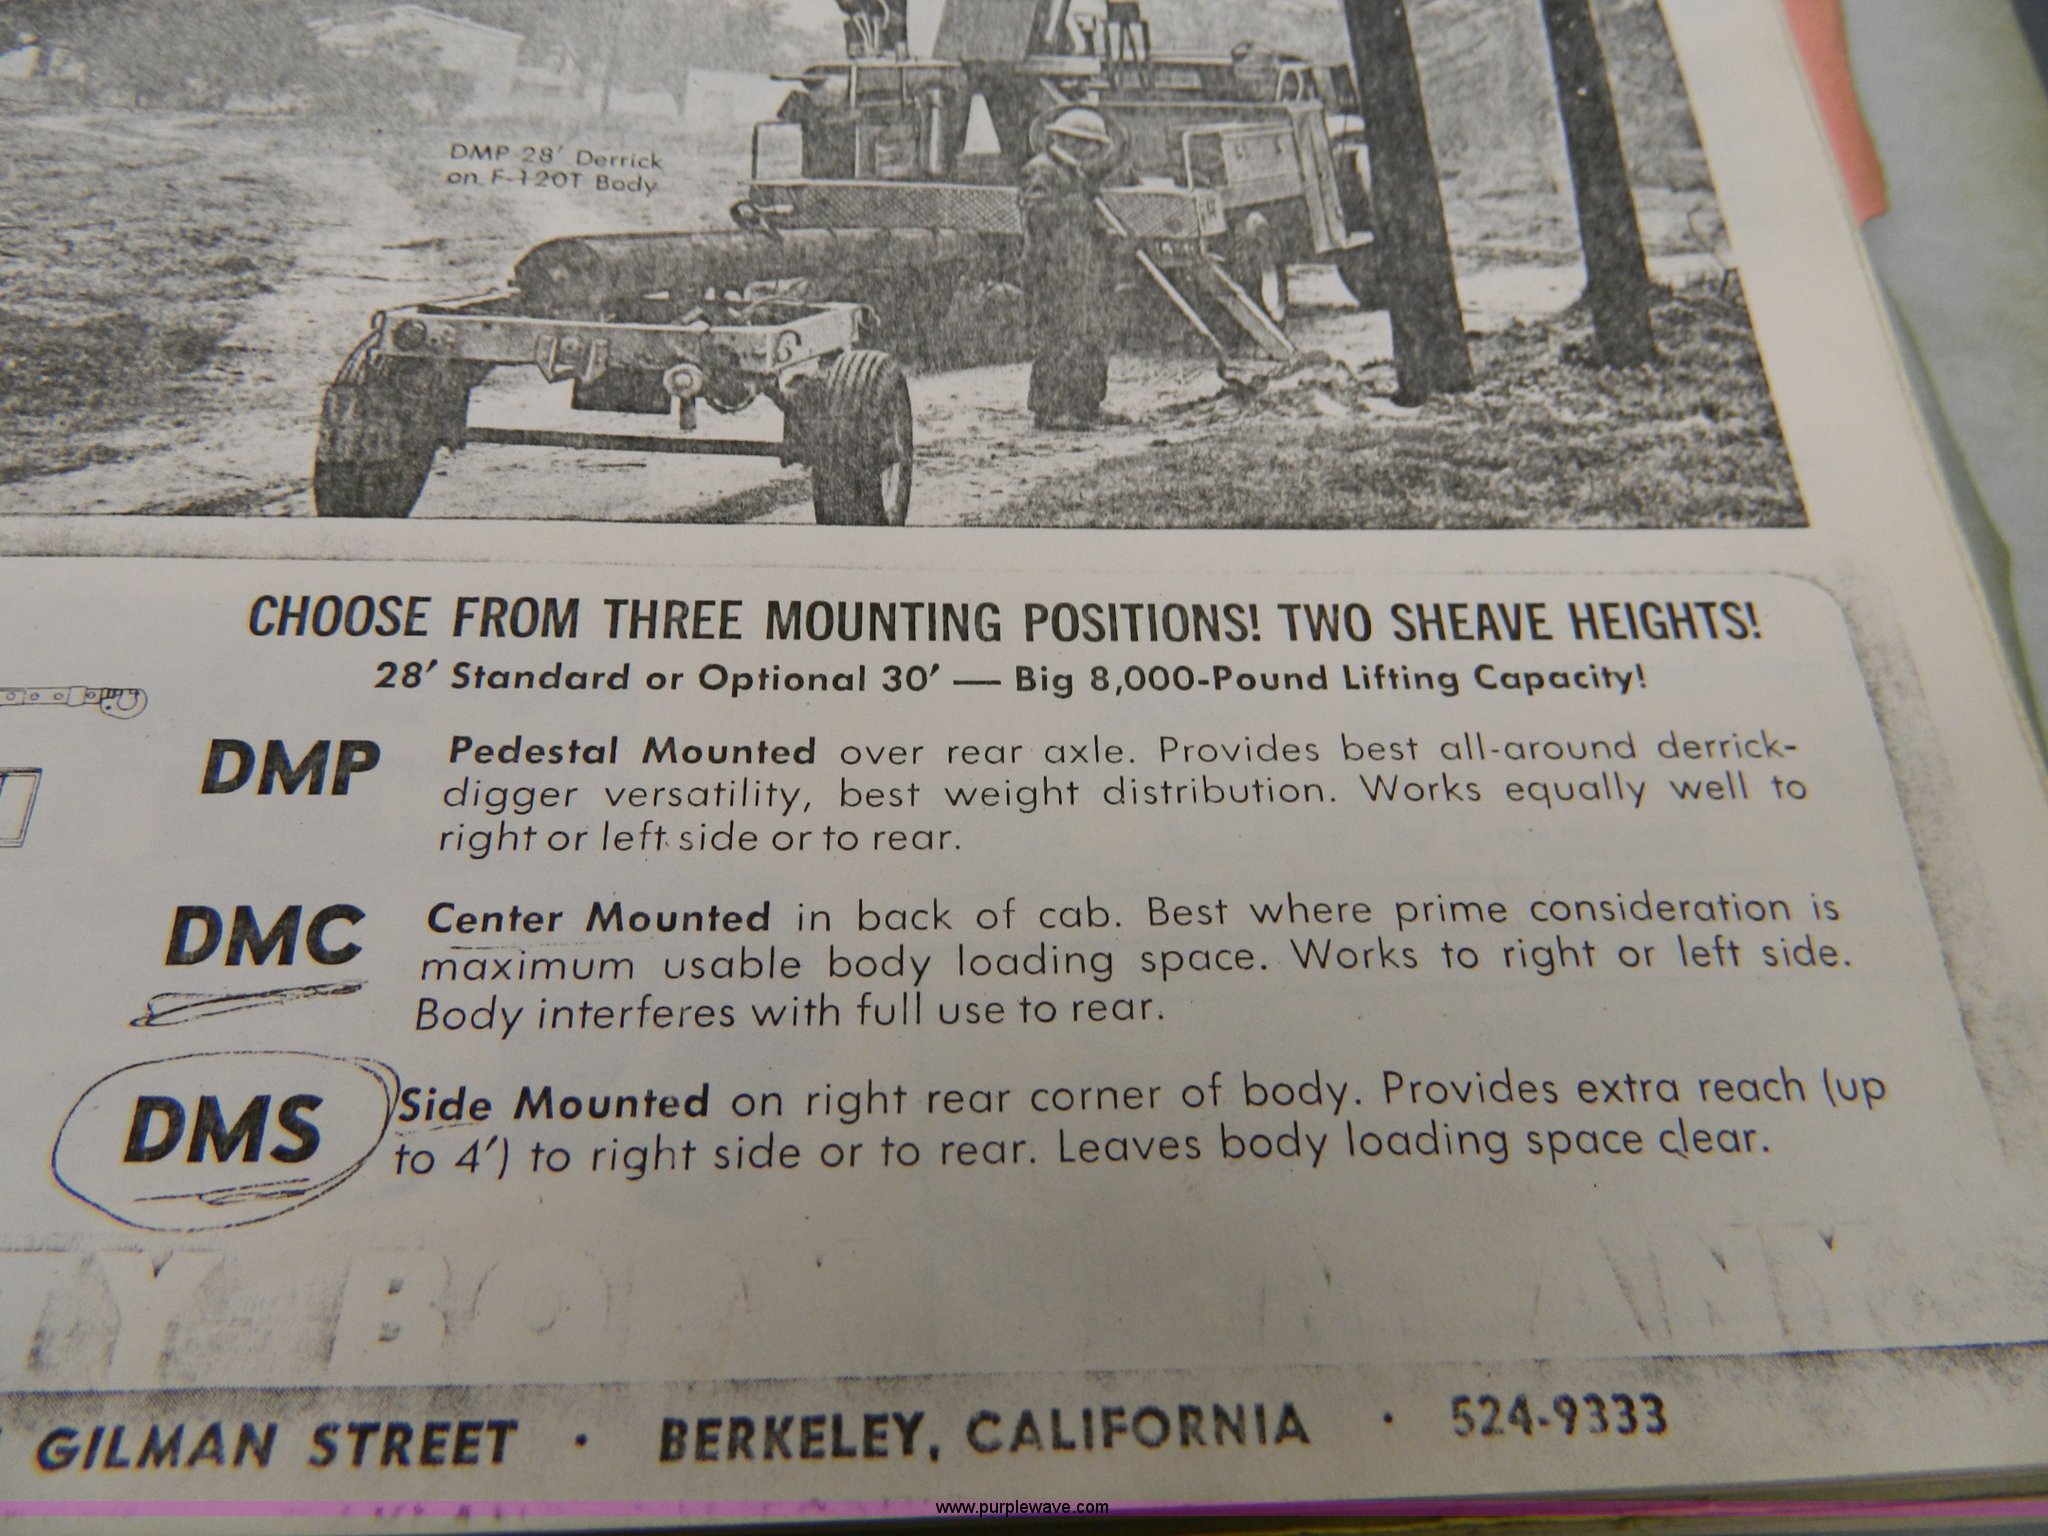 DMP 28' Derrick
on F-120T Body
CHOOSE FROM THREE MOUNTING POSITIONS! TWO SHEAVE HEIGHTS!
28' Standard or Optional 30' — Big 8,000-Pound Lifting Capacity!
DMP Pedestal Mounted over rear axle. Provides best all-around derrick-
digger versatility, best weight distribution. Works equally well to
right or left side or to rear.
DMC Center Mounted in back of cab. Best where prime consideration is
maximum usable body loading space. Works to right or left side.
Body interferes with full use to rear.
DMS Side Mounted on right rear corner of body. Provides extra reach (up
to 4') to right side or to rear. Leaves body loading space clear.
GILMAN STREET · BERKELEY, CALIFORNIA · 524-9333
www.purplewave.com